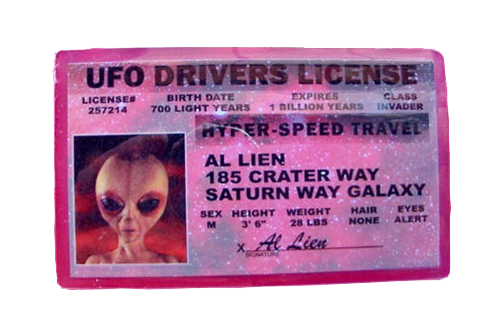 UFO DRIVERS LICENSE
LICENSE# BIRTH DATE EXPIRES CLASS
257214 700 LIGHT YEARS 1 BILLION YEARS INVADER
HYPER-SPEED TRAVEL
AL LIEN
185 CRATER WAY
SATURN WAY GALAXY
SEX HEIGHT WEIGHT HAIR EYES
M 3' 6" 28 LBS NONE ALERT
X Al Lien
SIGNATURE